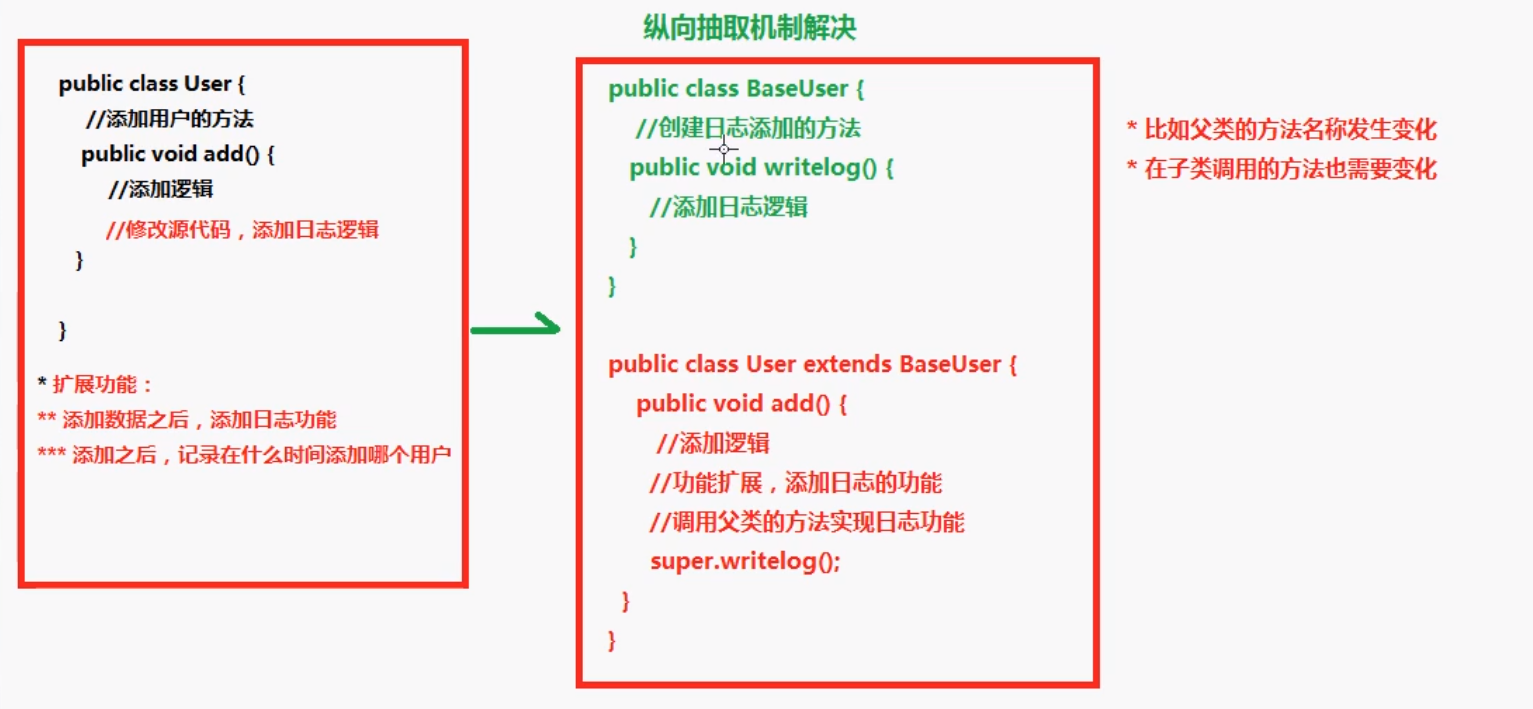 纵向抽取机制解决
public class User {
//添加用户的方法
public void add() {
//添加逻辑
//修改源代码，添加日志逻辑
}
}
* 扩展功能：
** 添加数据之后，添加日志功能
*** 添加之后，记录在什么时间添加哪个用户
public class BaseUser {
//创建日志添加的方法
public void writelog() {
//添加日志逻辑
}
}
public class User extends BaseUser {
public void add() {
//添加逻辑
//功能扩展，添加日志的功能
//调用父类的方法实现日志功能
super.writelog();
}
}
* 比如父类的方法名称发生变化
* 在子类调用的方法也需要变化